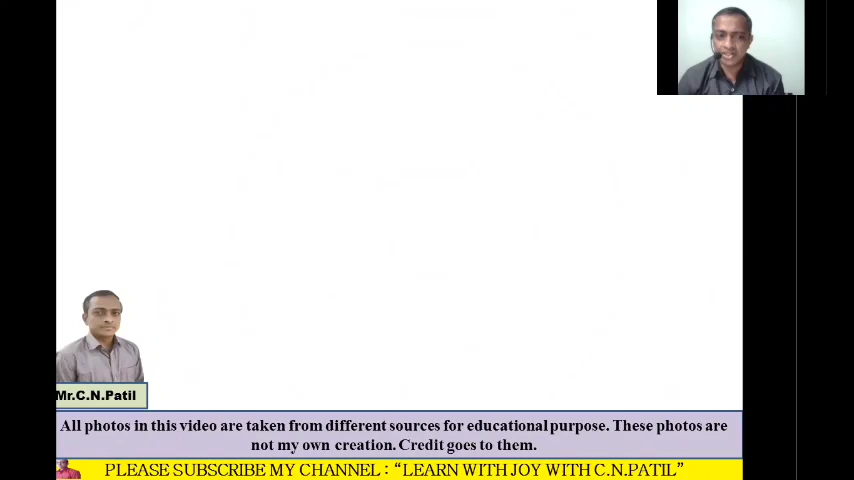 Mr.C.N.Patil
All photos in this video are taken from different sources for educational purpose. These photos are
not my own creation. Credit goes to them.
PLEASE SUBSCRIBE MY CHANNEL : “LEARN WITH JOY WITH C.N.PATIL”